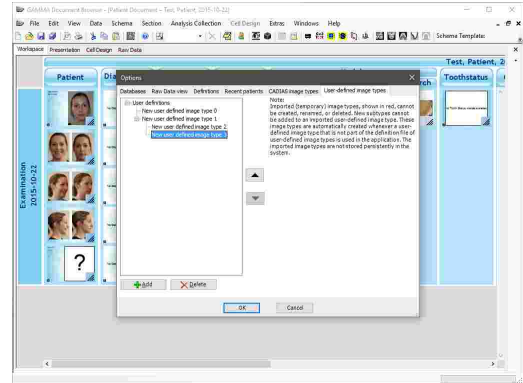 GAMMA Document Browser - [Patient Document - Test, Patient, 2015-10-22]
File Edit View Data Schema Section Analysis Collection Cell Design Extras Windows ?
Schema Template:
Workspace Presentation Cell Design Raw Data
Test, Patient, 2
Patient
Toothstatus
Examination
2015-10-22
?
Options
Databases Raw Data view Definitions Recent patients CADIAS image types User-defined image types
User definitions
New user defined image type 0
New user defined image type 1
New user defined image type 2
New user defined image type 3
Note:
Imported (temporary) image types, shown in red, cannot
be created, renamed, or deleted. New subtypes cannot
be added to an imported user-defined image type. These
image types are automatically created whenever a user-
defined image type that is not part of the definition file of
user-defined image types is used in the application. The
imported image types are not stored persistently in the
system.
Add Delete
OK Cancel